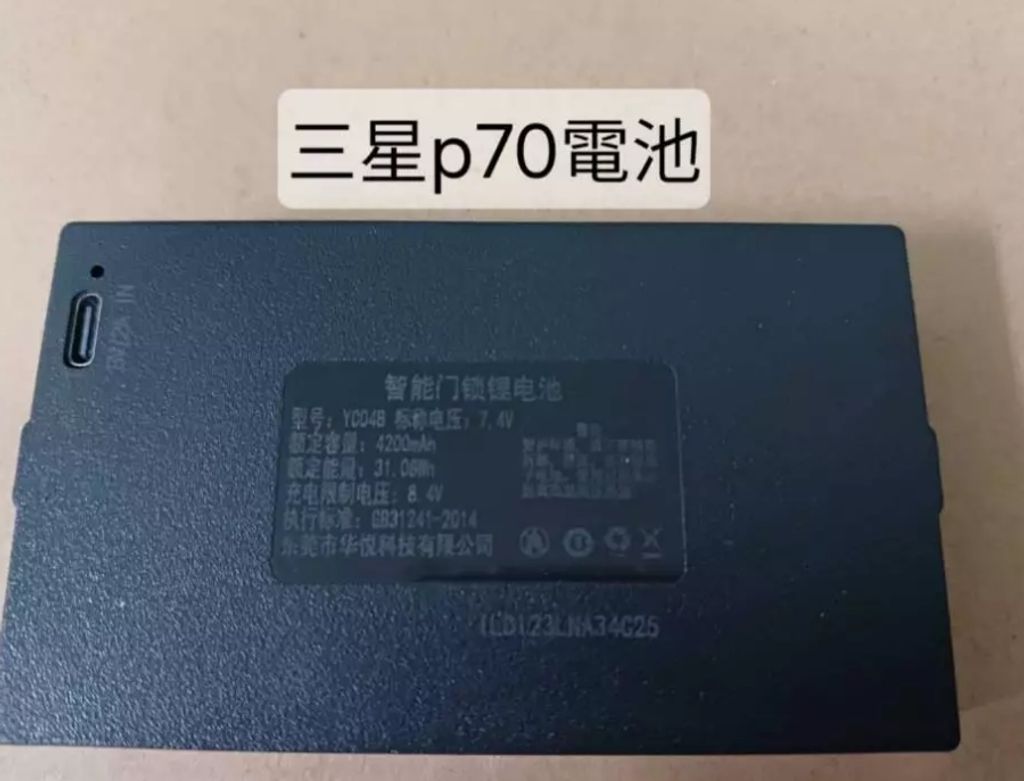 三星p70電池
智能门锁锂电池
型号：YC04B 标称电压：7.4V
额定容量：4200mAh
额定能量：31.08Wh
充电限制电压：8.4V
执行标准：GB31241-2014
东莞市华悦科技有限公司